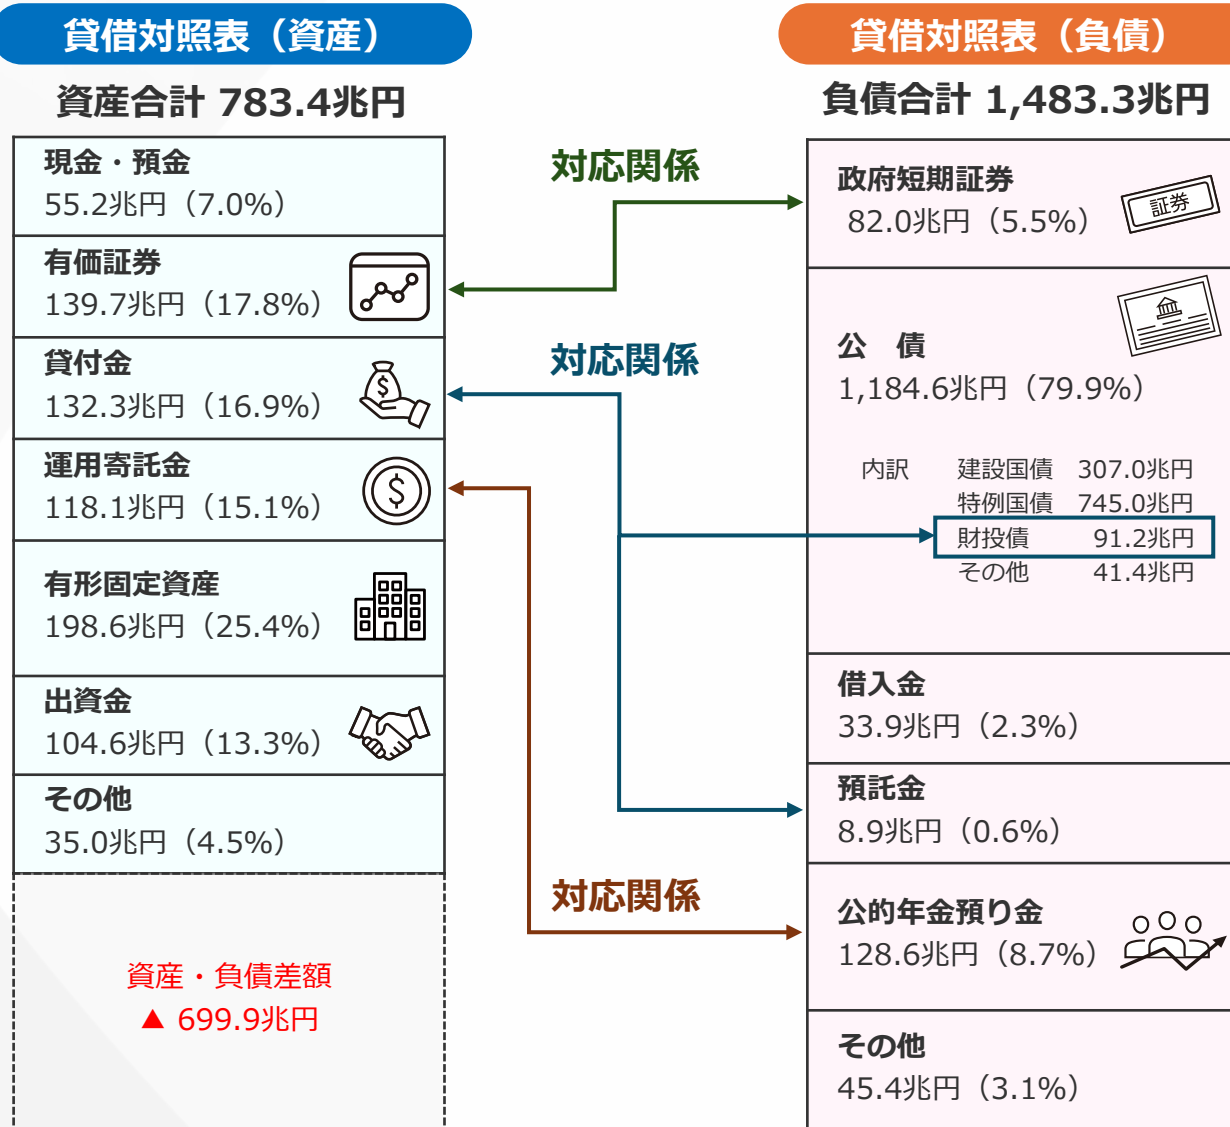 貸借対照表（資産）
資産合計 783.4兆円
現金・預金
55.2兆円（7.0%）
有価証券
139.7兆円（17.8%）
貸付金
132.3兆円（16.9%）
$
運用寄託金
118.1兆円（15.1%）
$
有形固定資産
198.6兆円（25.4%）
出資金
104.6兆円（13.3%）
その他
35.0兆円（4.5%）
資産・負債差額
▲ 699.9兆円
対応関係
対応関係
対応関係
貸借対照表（負債）
負債合計 1,483.3兆円
政府短期証券
82.0兆円（5.5%）
証券
公　債
1,184.6兆円（79.9%）
内訳　建設国債　307.0兆円
特例国債　745.0兆円
財投債　91.2兆円
その他　41.4兆円
借入金
33.9兆円（2.3%）
預託金
8.9兆円（0.6%）
公的年金預り金
128.6兆円（8.7%）
その他
45.4兆円（3.1%）